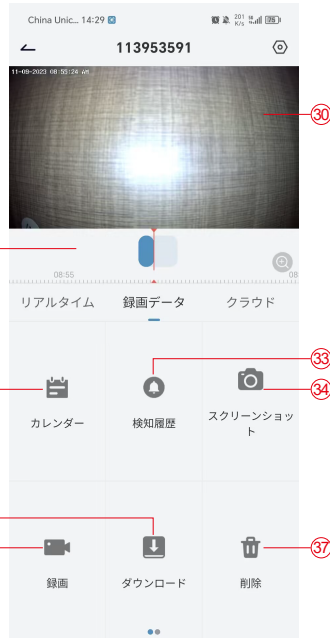 China Unic... 14:29
201 K/s
113953591
11-09-2023 08:55:24 AM
㉚
08:55
08
リアルタイム 録画データ クラウド
㉝
㉞
カレンダー 検知履歴 スクリーンショッ
ト
㊲
録画 ダウンロード 削除